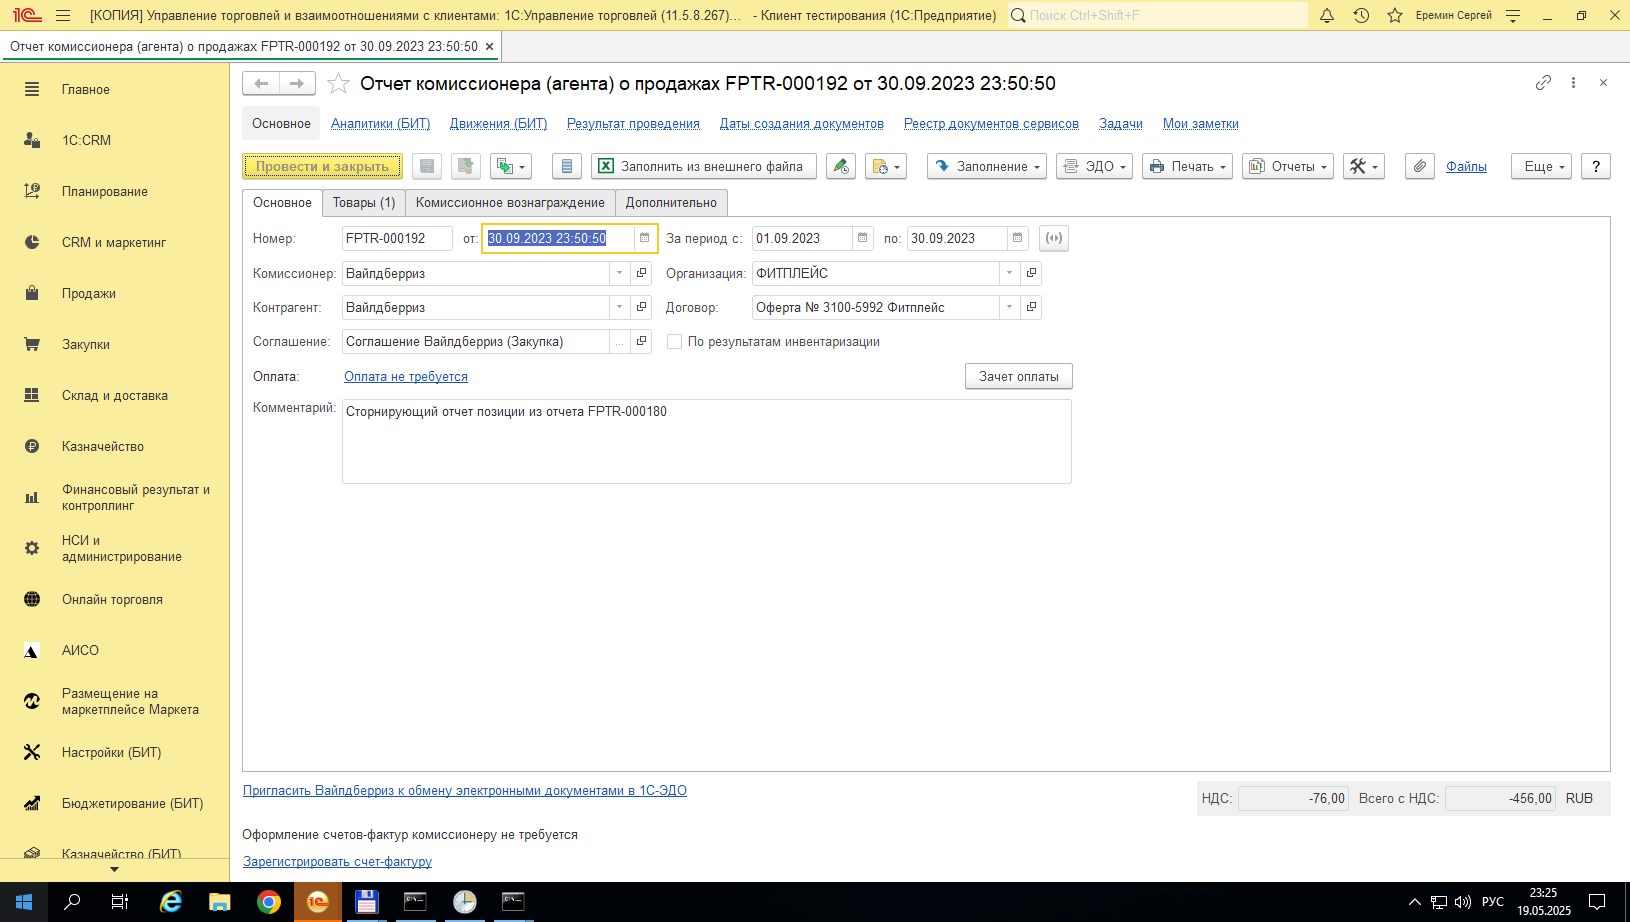 [КОПИЯ] Управление торговлей и взаимоотношениями с клиентами: 1С:Управление торговлей (11.5.8.267)... - Клиент тестирования (1С:Предприятие)
Поиск Ctrl+Shift+F
Еремин Сергей
Отчет комиссионера (агента) о продажах FPTR-000192 от 30.09.2023 23:50:50 ×
Главное
1C:CRM
Планирование
CRM и маркетинг
Продажи
Закупки
Склад и доставка
Казначейство
Финансовый результат и
контроллинг
НСИ и
администрирование
Онлайн торговля
АИСО
Размещение на
маркетплейсе Маркета
Настройки (БИТ)
Бюджетирование (БИТ)
Казначейство (БИТ)
Отчет комиссионера (агента) о продажах FPTR-000192 от 30.09.2023 23:50:50
Основное Аналитики (БИТ) Движения (БИТ) Результат проведения Даты создания документов Реестр документов сервисов Задачи Мои заметки
Провести и закрыть Заполнить из внешнего файла Заполнение ЭДО Печать Отчеты Файлы Еще ?
Основное Товары (1) Комиссионное вознаграждение Дополнительно
Номер: FPTR-000192 от: 30.09.2023 23:50:50 За период с: 01.09.2023 по: 30.09.2023
Комиссионер: Вайлдберриз Организация: ФИТПЛЕЙС
Контрагент: Вайлдберриз Договор: Оферта № 3100-5992 Фитплейс
Соглашение: Соглашение Вайлдберриз (Закупка) ... По результатам инвентаризации
Оплата: Оплата не требуется Зачет оплаты
Комментарий: Сторнирующий отчет позиции из отчета FPTR-000180
Пригласить Вайлдберриз к обмену электронными документами в 1С-ЭДО
НДС: -76,00 Всего с НДС: -456,00 RUB
Оформление счетов-фактур комиссионеру не требуется
Зарегистрировать счет-фактуру
РУС
23:25
19.05.2025